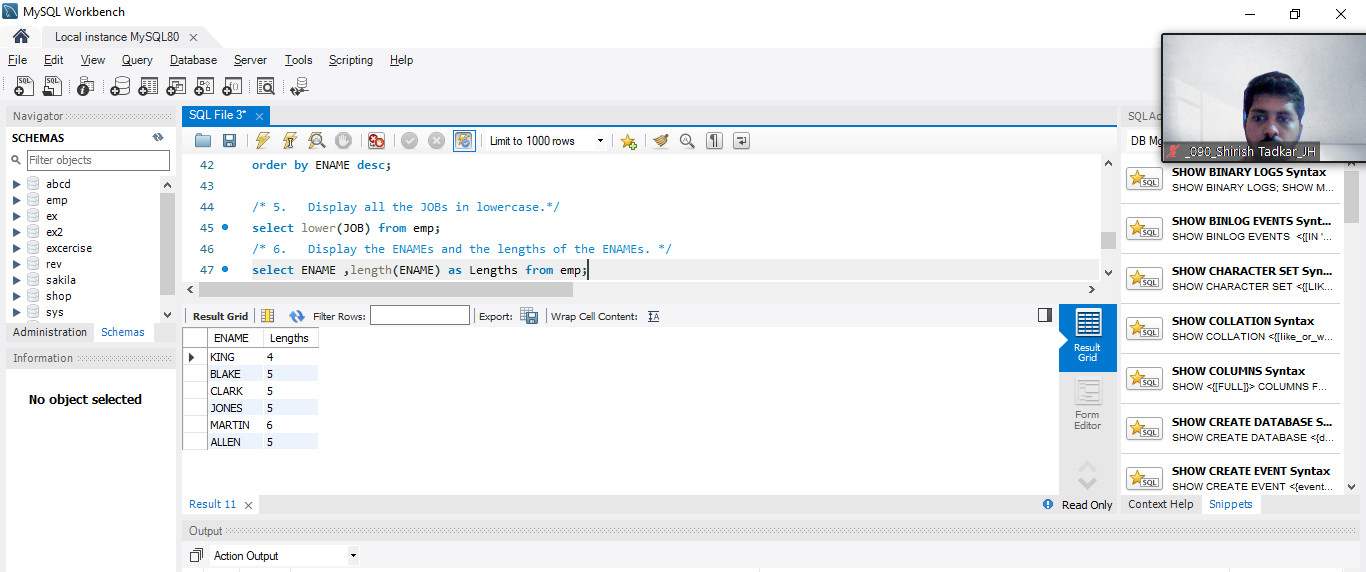 MySQL Workbench
Local instance MySQL80
File Edit View Query Database Server Tools Scripting Help
Navigator
SCHEMAS
Filter objects
abcd
emp
ex
ex2
excercise
rev
sakila
shop
sys
Administration Schemas
Information
No object selected
SQL File 3*
Limit to 1000 rows
42 order by ENAME desc;
43
44 /* 5. Display all the JOBs in lowercase.*/
45 select lower(JOB) from emp;
46 /* 6. Display the ENAMEs and the lengths of the ENAMEs. */
47 select ENAME ,length(ENAME) as Lengths from emp;
Result Grid Filter Rows: Export: Wrap Cell Content:
ENAME Lengths
KING 4
BLAKE 5
CLARK 5
JONES 5
MARTIN 6
ALLEN 5
Result Grid
Form Editor
Result 11
Read Only
Output
Action Output
_090_Shirish Tadkar_JH
SQL Ac
DB Mg
SHOW BINARY LOGS Syntax
SHOW BINARY LOGS; SHOW M...
SHOW BINLOG EVENTS Synt...
SHOW BINLOG EVENTS <{[IN '...
SHOW CHARACTER SET Syn...
SHOW CHARACTER SET <{[LIK...
SHOW COLLATION Syntax
SHOW COLLATION <{[like_or_w...
SHOW COLUMNS Syntax
SHOW <{[FULL]}> COLUMNS F...
SHOW CREATE DATABASE S...
SHOW CREATE DATABASE <{d...
SHOW CREATE EVENT Syntax
SHOW CREATE EVENT <{event...
Context Help Snippets